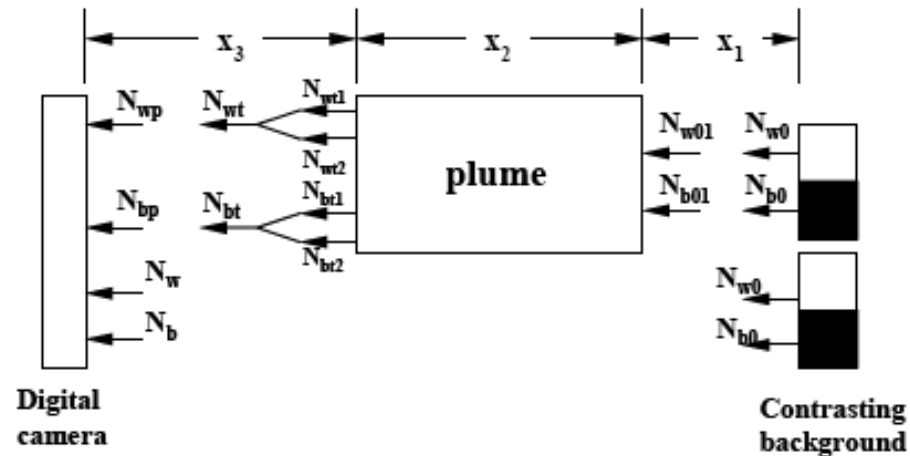 x3 x2 x1
Nwp Nwt Nwt1
Nw01 Nw0
Nwt2
plume
Nbp Nbt Nbt1
Nb01 Nb0
Nbt2
Nw Nw0
Nb Nb0
Digital camera
Contrasting background